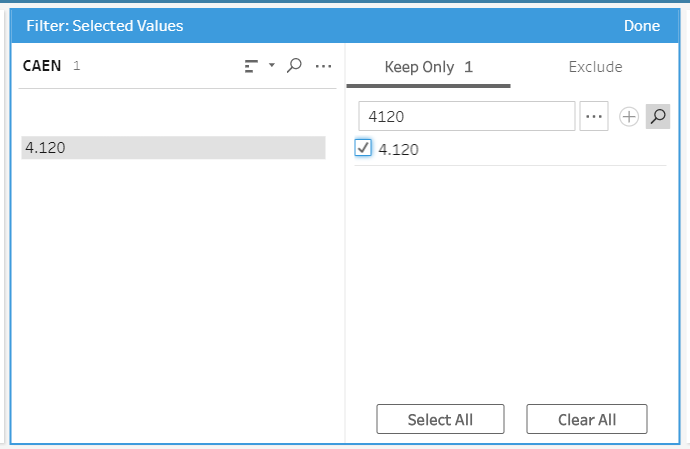 Filter: Selected Values Done
CAEN 1
Keep Only 1 Exclude
4120
4.120
4.120
Select All Clear All